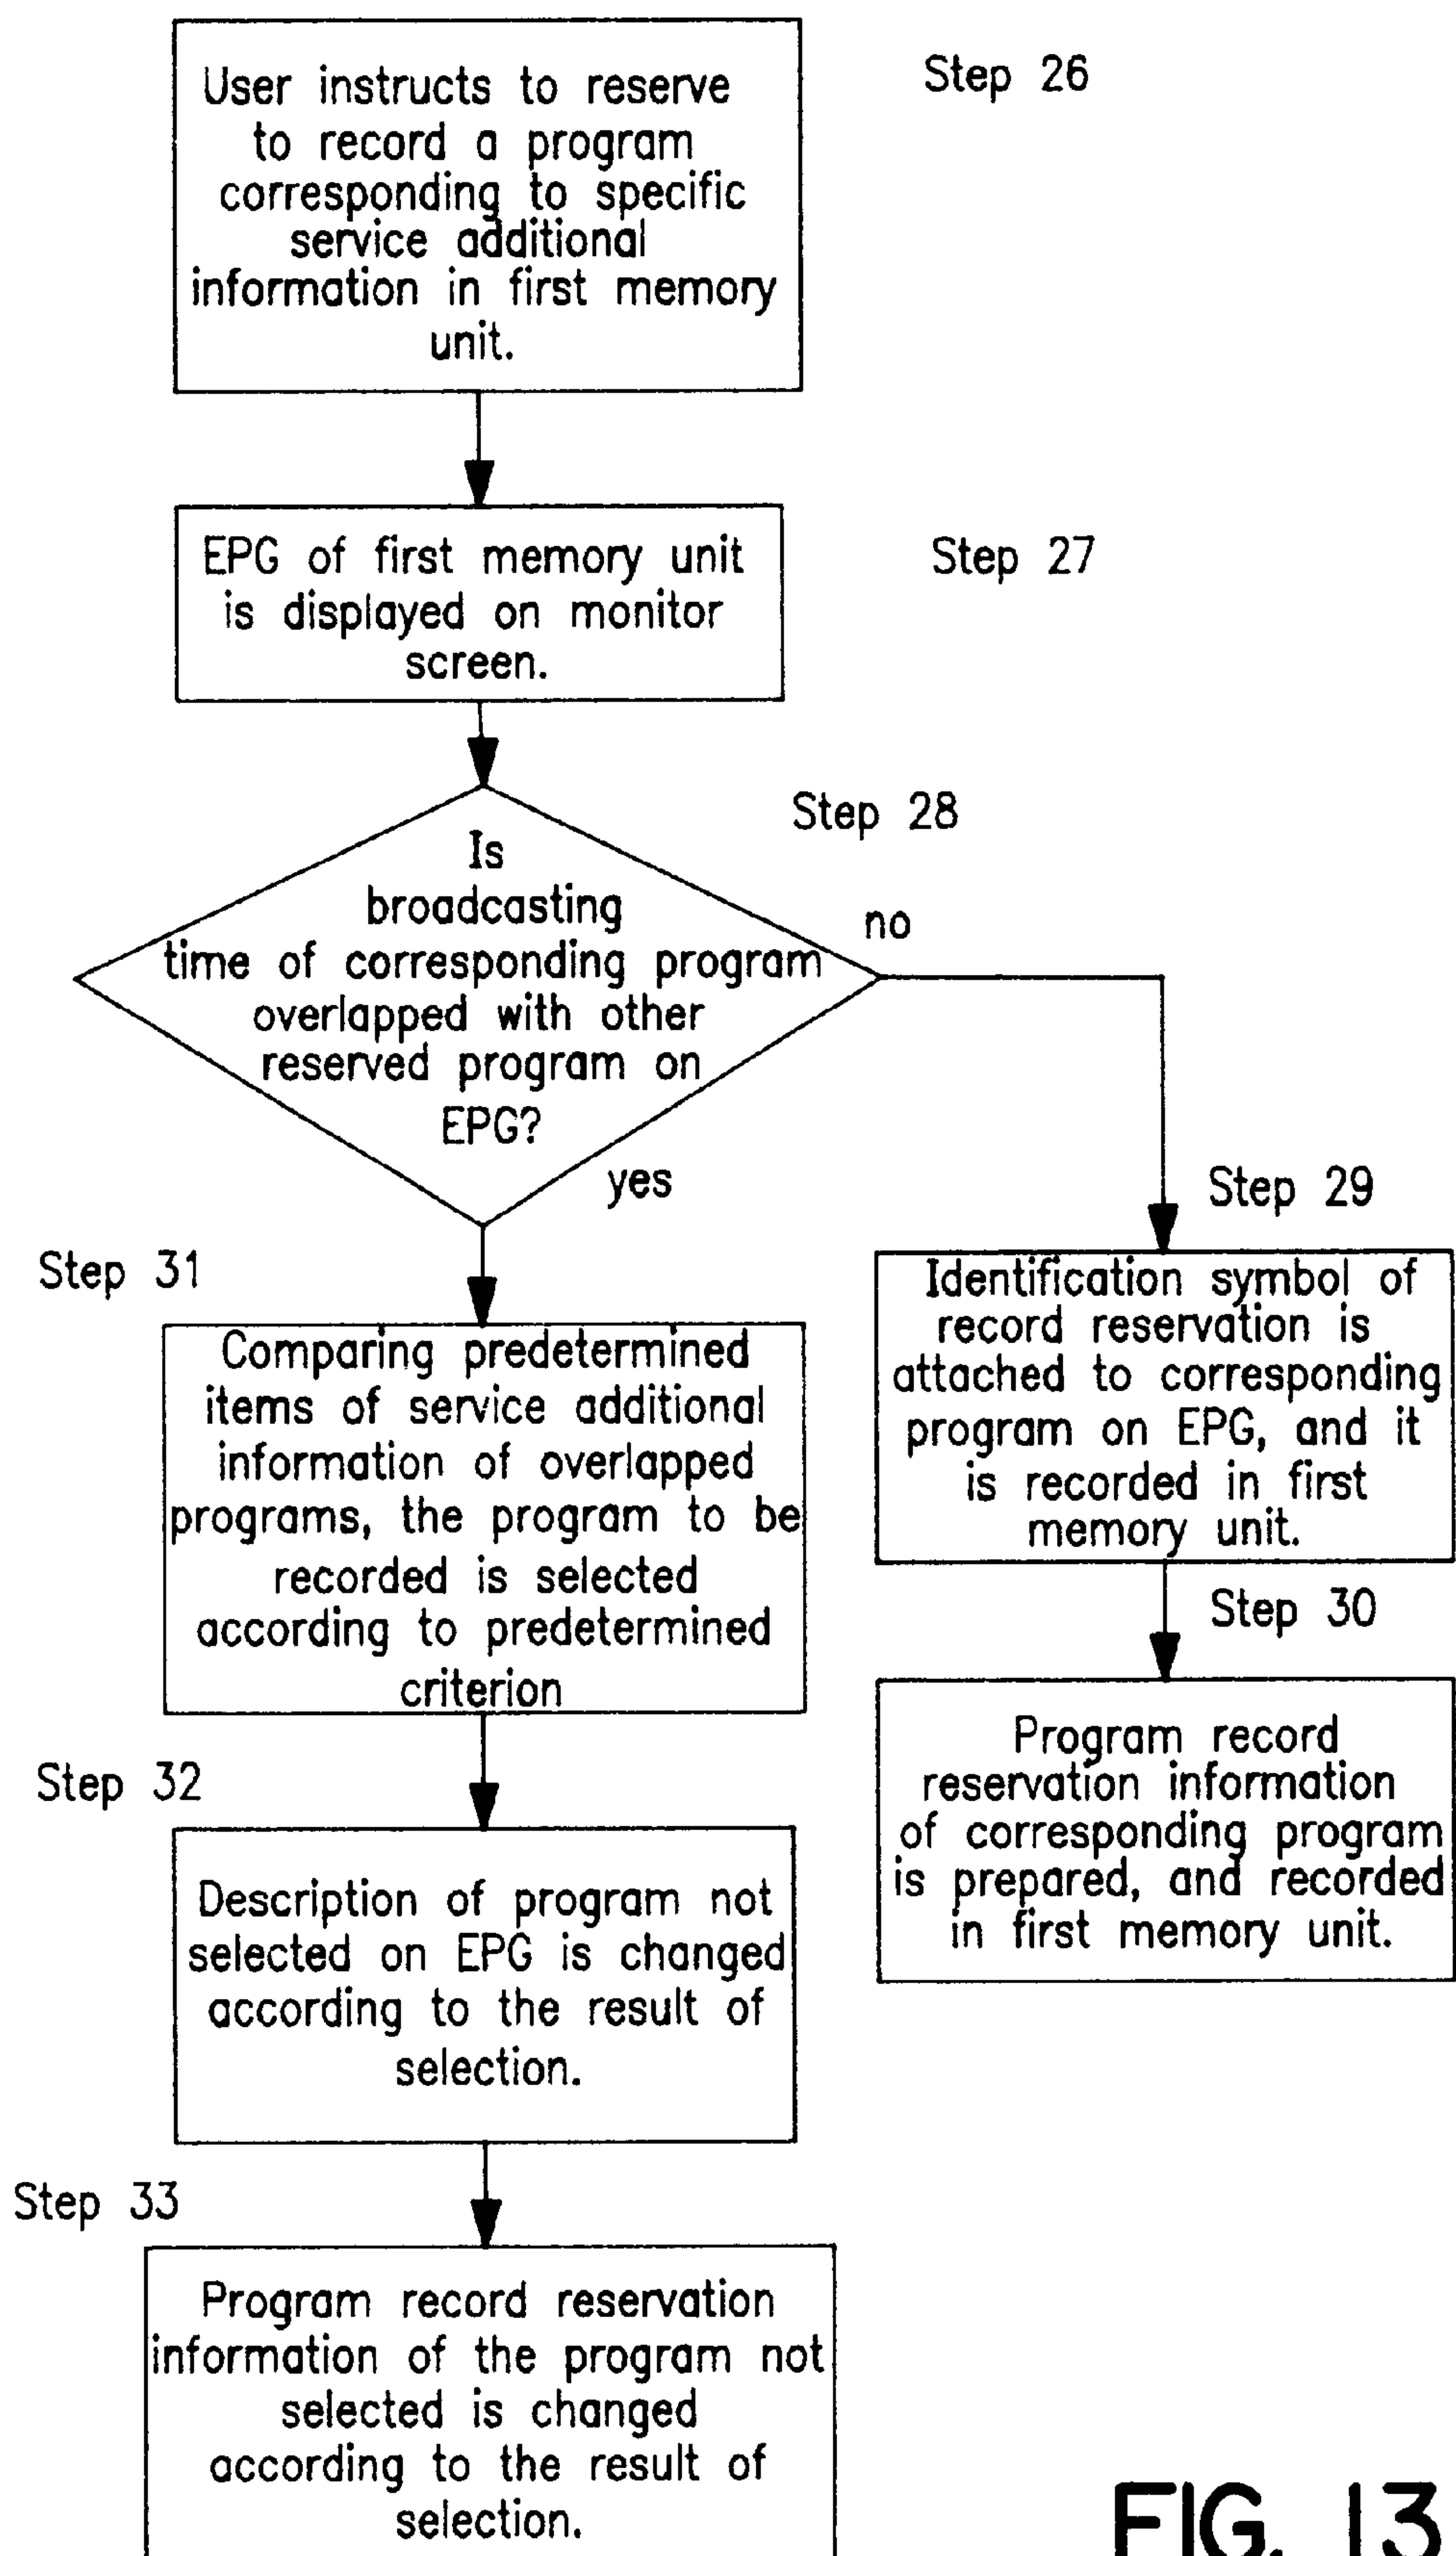 Step 26
User instructs to reserve
to record a program
corresponding to specific
service additional
information in first memory
unit.
Step 27
EPG of first memory unit
is displayed on monitor
screen.
Step 28
Is
broadcasting
time of corresponding program
overlapped with other
reserved program on
EPG?
no
yes
Step 29
Identification symbol of
record reservation is
attached to corresponding
program on EPG, and it
is recorded in first
memory unit.
Step 30
Program record
reservation information
of corresponding program
is prepared, and recorded
in first memory unit.
Step 31
Comparing predetermined
items of service additional
information of overlapped
programs, the program to be
recorded is selected
according to predetermined
criterion
Step 32
Description of program not
selected on EPG is changed
according to the result of
selection.
Step 33
Program record reservation
information of the program not
selected is changed
according to the result of
selection.
FIG. 13